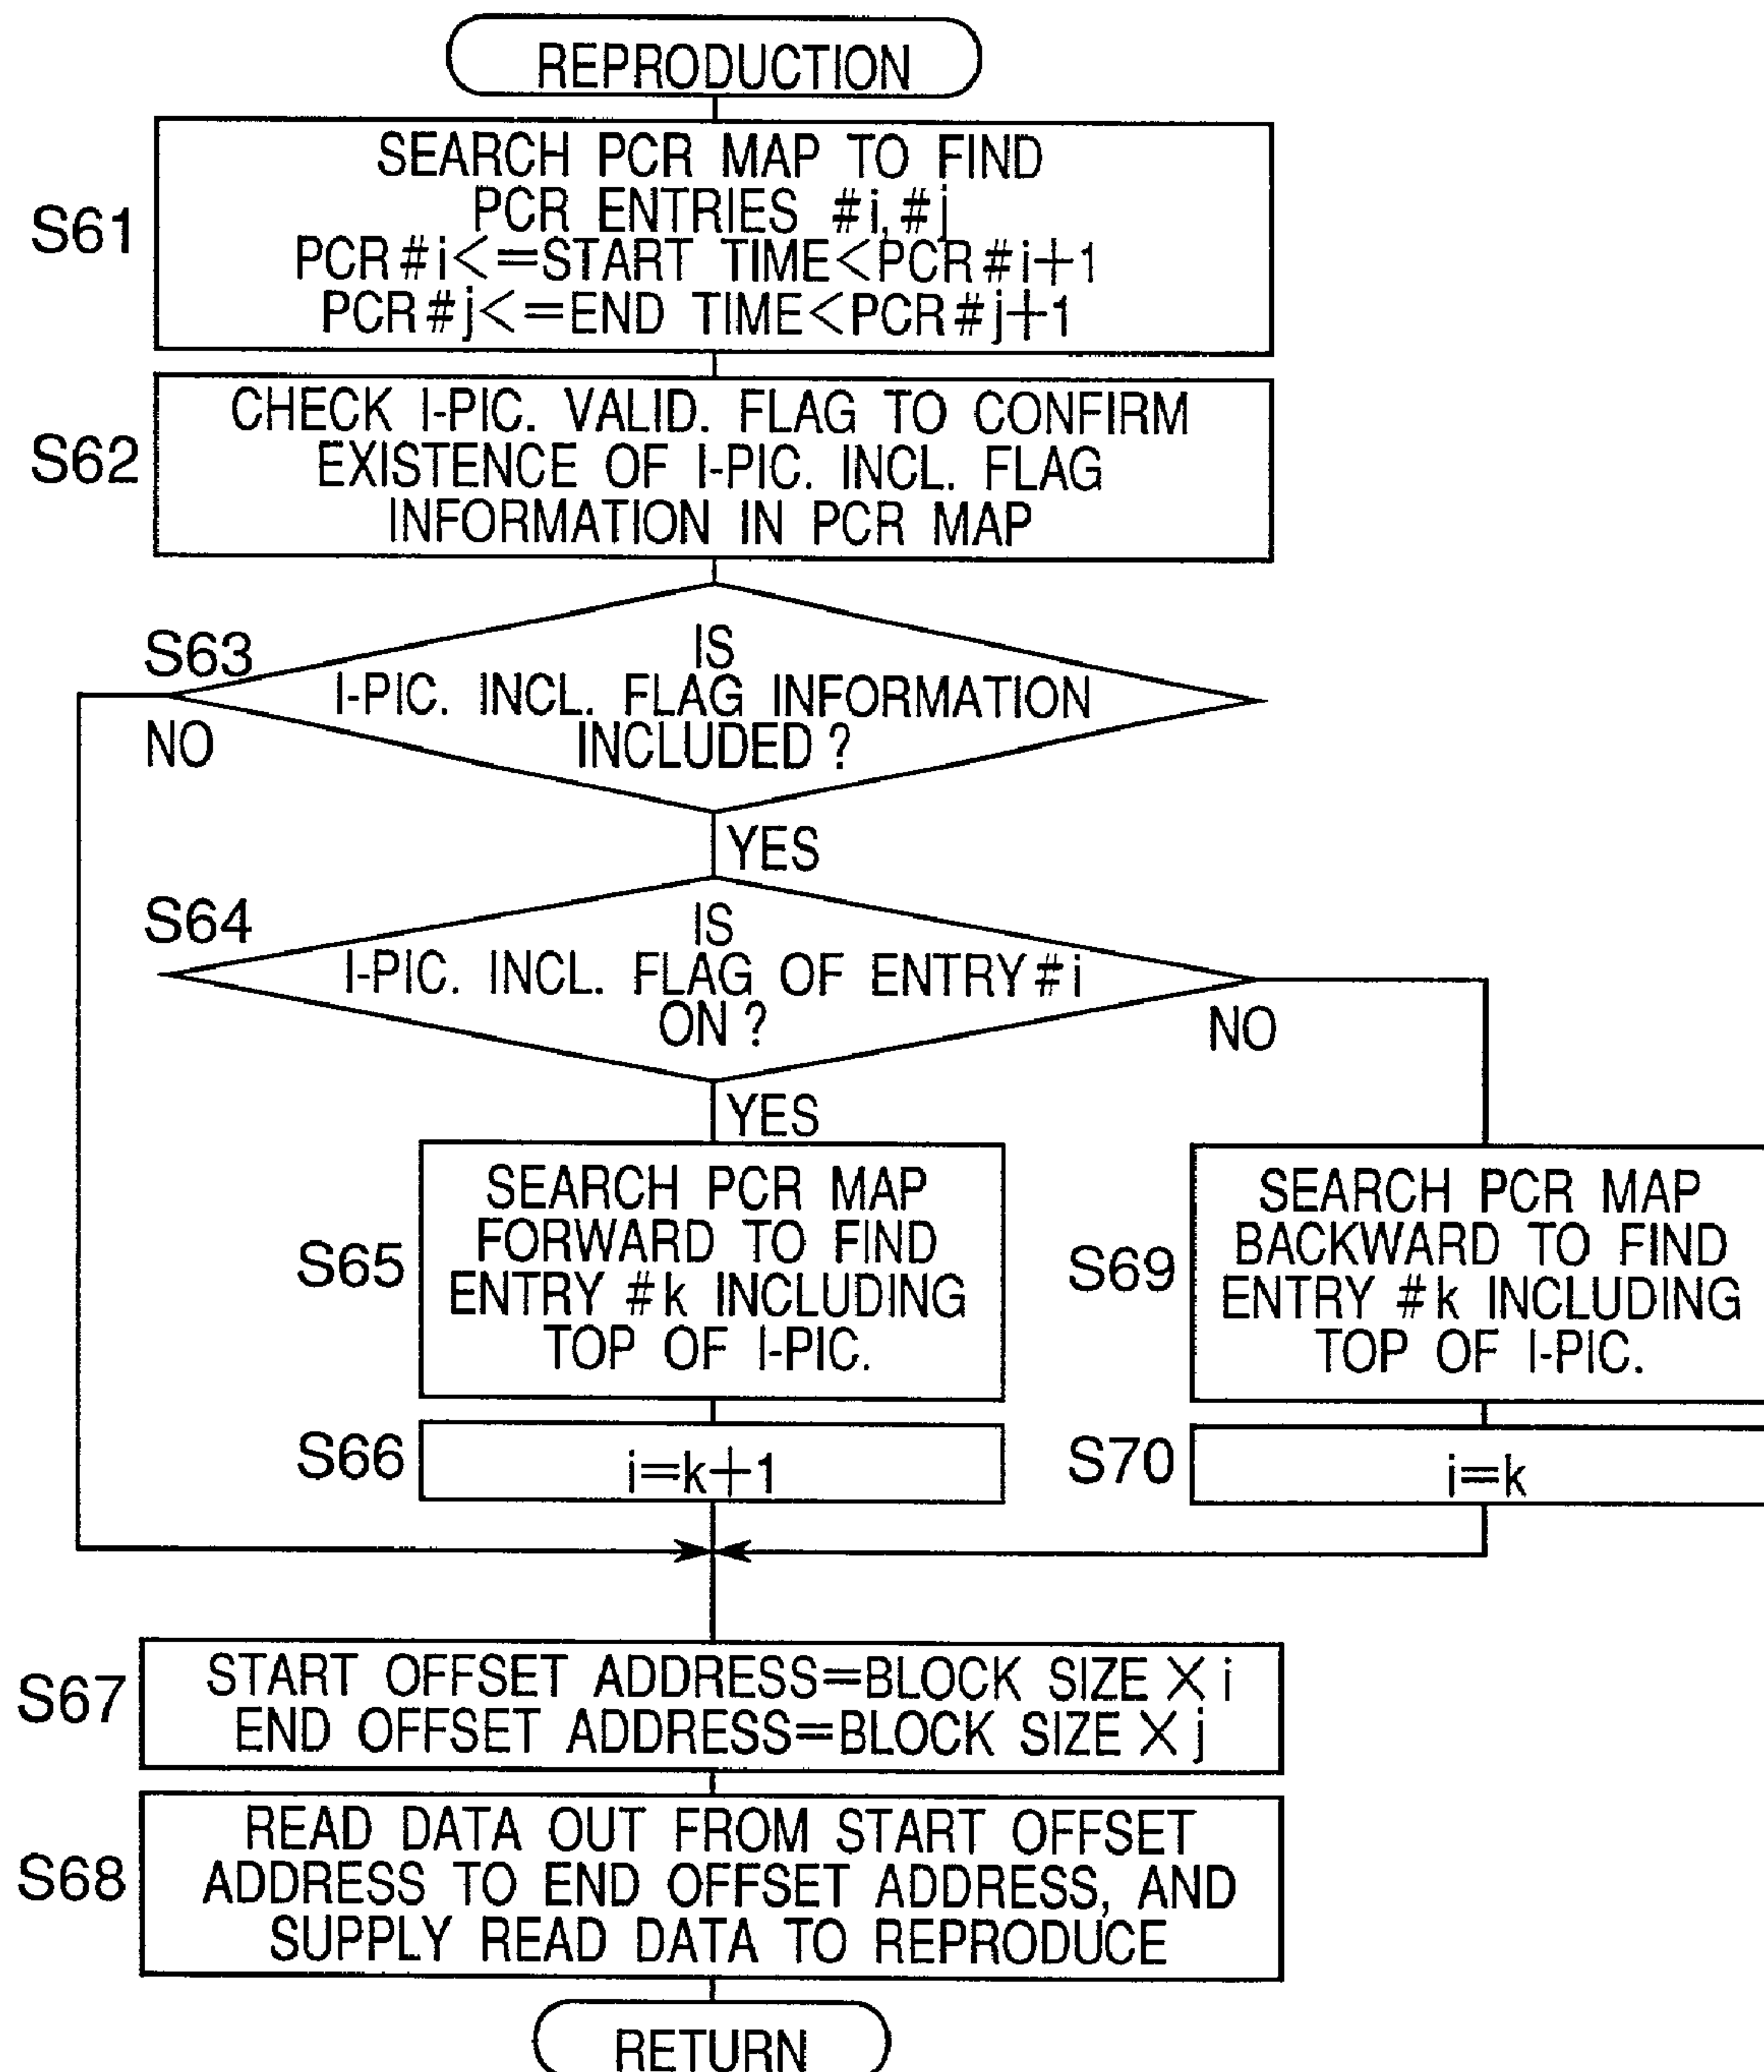 REPRODUCTION
S61
SEARCH PCR MAP TO FIND
PCR ENTRIES #i,#j
PCR#i<=START TIME<PCR#i+1
PCR#j<=END TIME<PCR#j+1
S62
CHECK I-PIC. VALID. FLAG TO CONFIRM
EXISTENCE OF I-PIC. INCL. FLAG
INFORMATION IN PCR MAP
S63
IS
I-PIC. INCL. FLAG INFORMATION
INCLUDED?
NO
YES
S64
IS
I-PIC. INCL. FLAG OF ENTRY#i
ON?
NO
YES
S65
SEARCH PCR MAP
FORWARD TO FIND
ENTRY #k INCLUDING
TOP OF I-PIC.
S69
SEARCH PCR MAP
BACKWARD TO FIND
ENTRY #k INCLUDING
TOP OF I-PIC.
S66
i=k+1
S70
i=k
S67
START OFFSET ADDRESS=BLOCK SIZE×i
END OFFSET ADDRESS=BLOCK SIZE×j
S68
READ DATA OUT FROM START OFFSET
ADDRESS TO END OFFSET ADDRESS, AND
SUPPLY READ DATA TO REPRODUCE
RETURN